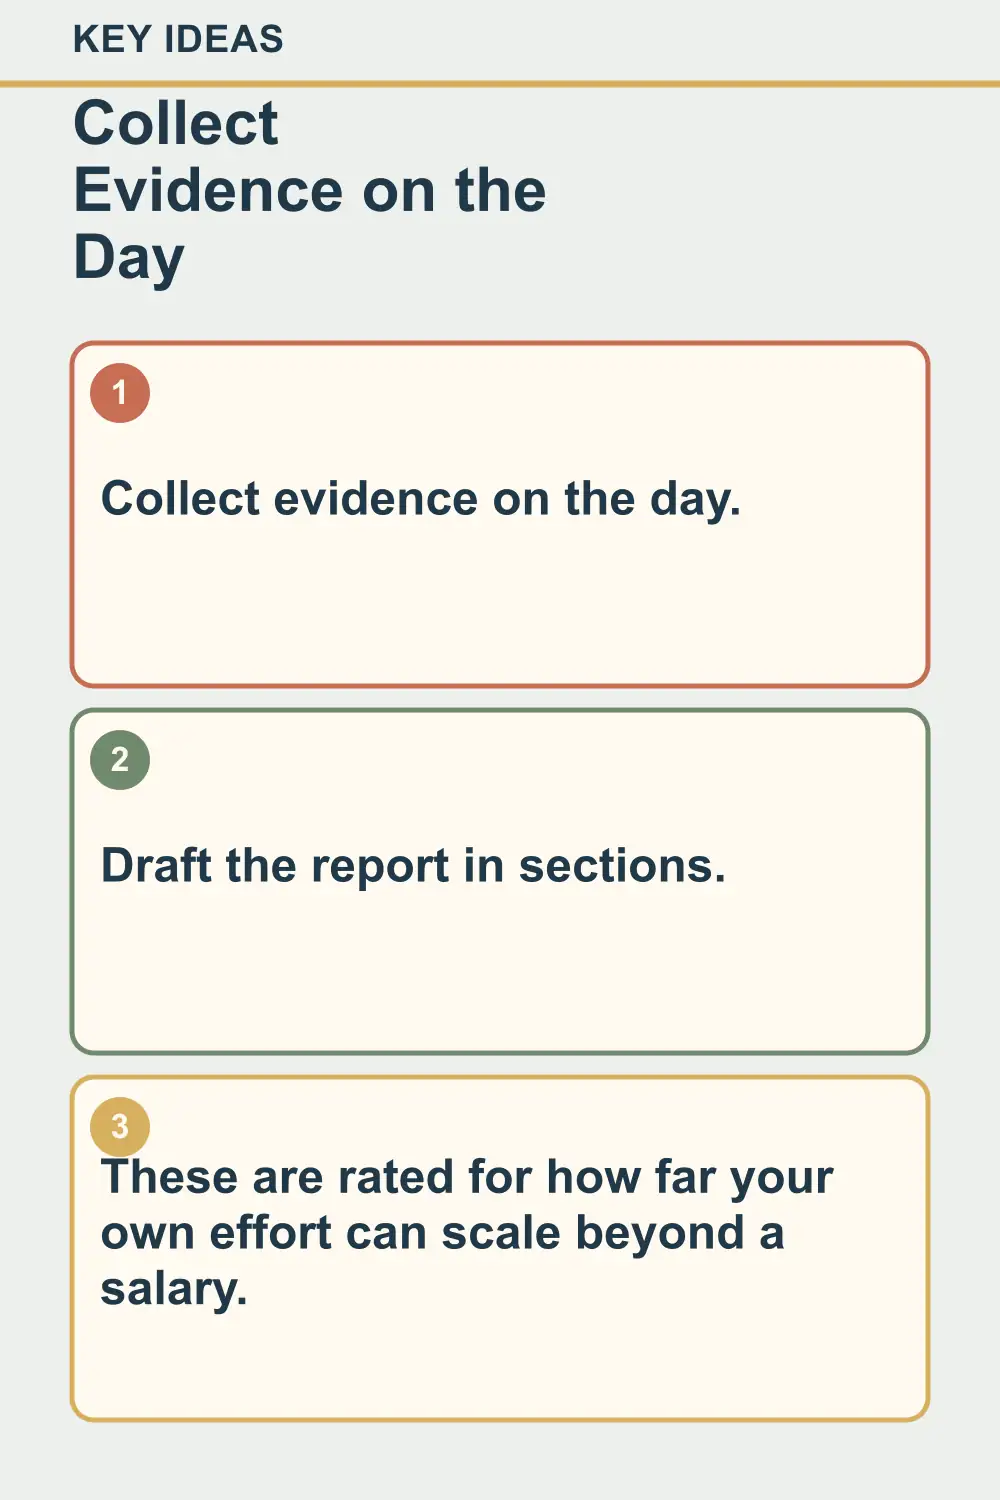 KEY IDEAS
Collect
Evidence on the
Day
1
Collect evidence on the day.
2
Draft the report in sections.
3
These are rated for how far your
own effort can scale beyond a
salary.